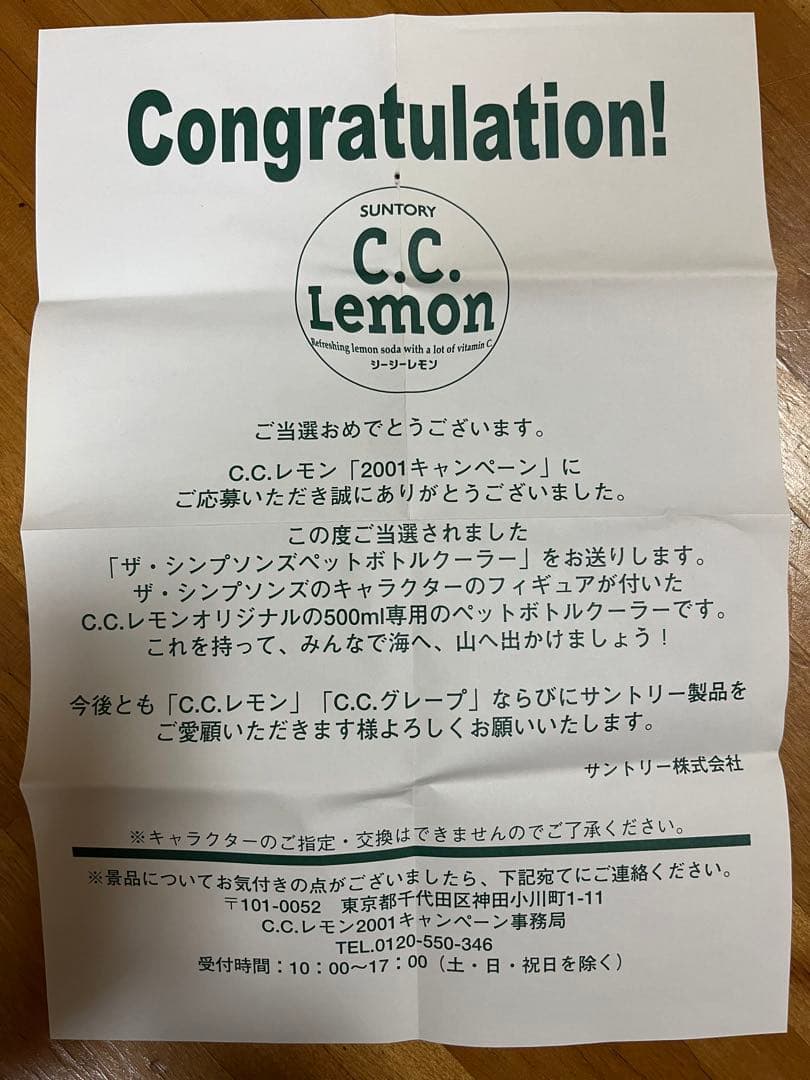 Congratulation!
SUNTORY
C.C.
Lemon
Refreshing lemon soda with a lot of vitamin C.
シーシーレモン
ご当選おめでとうございます。
C.C.レモン「2001キャンペーン」に
ご応募いただき誠にありがとうございました。
この度ご当選されました
「ザ・シンプソンズペットボトルクーラー」をお送りします。
ザ・シンプソンズのキャラクターのフィギュアが付いた
C.C.レモンオリジナルの500ml専用のペットボトルクーラーです。
これを持って、みんなで海へ、山へ出かけましょう！
今後とも「C.C.レモン」「C.C.グレープ」ならびにサントリー製品を
ご愛顧いただきます様よろしくお願いいたします。
サントリー株式会社
※キャラクターのご指定・交換はできませんのでご了承ください。
※景品についてお気付きの点がございましたら、下記宛てにご連絡ください。
〒101-0052　東京都千代田区神田小川町1-11
C.C.レモン2001キャンペーン事務局
TEL.0120-550-346
受付時間：10：00〜17：00（土・日・祝日を除く）